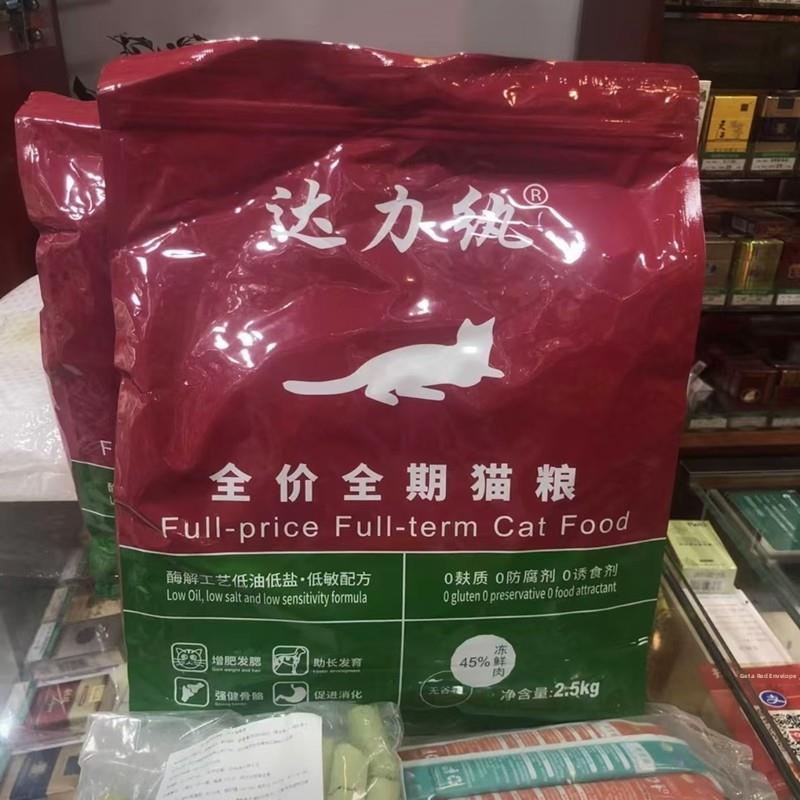 达力纨®
全价全期猫粮
Full-price Full-term Cat Food
酶解工艺低油低盐·低敏配方
Low Oil, low salt and low sensitivity formula
0麸质 0防腐剂 0诱食剂
0 gluten 0 preservative 0 food attractant
增肥发腮
助长发育
强健骨骼
促进消化
45%
冻鲜肉
无谷
净含量:2.5kg
Get a Red Envelope